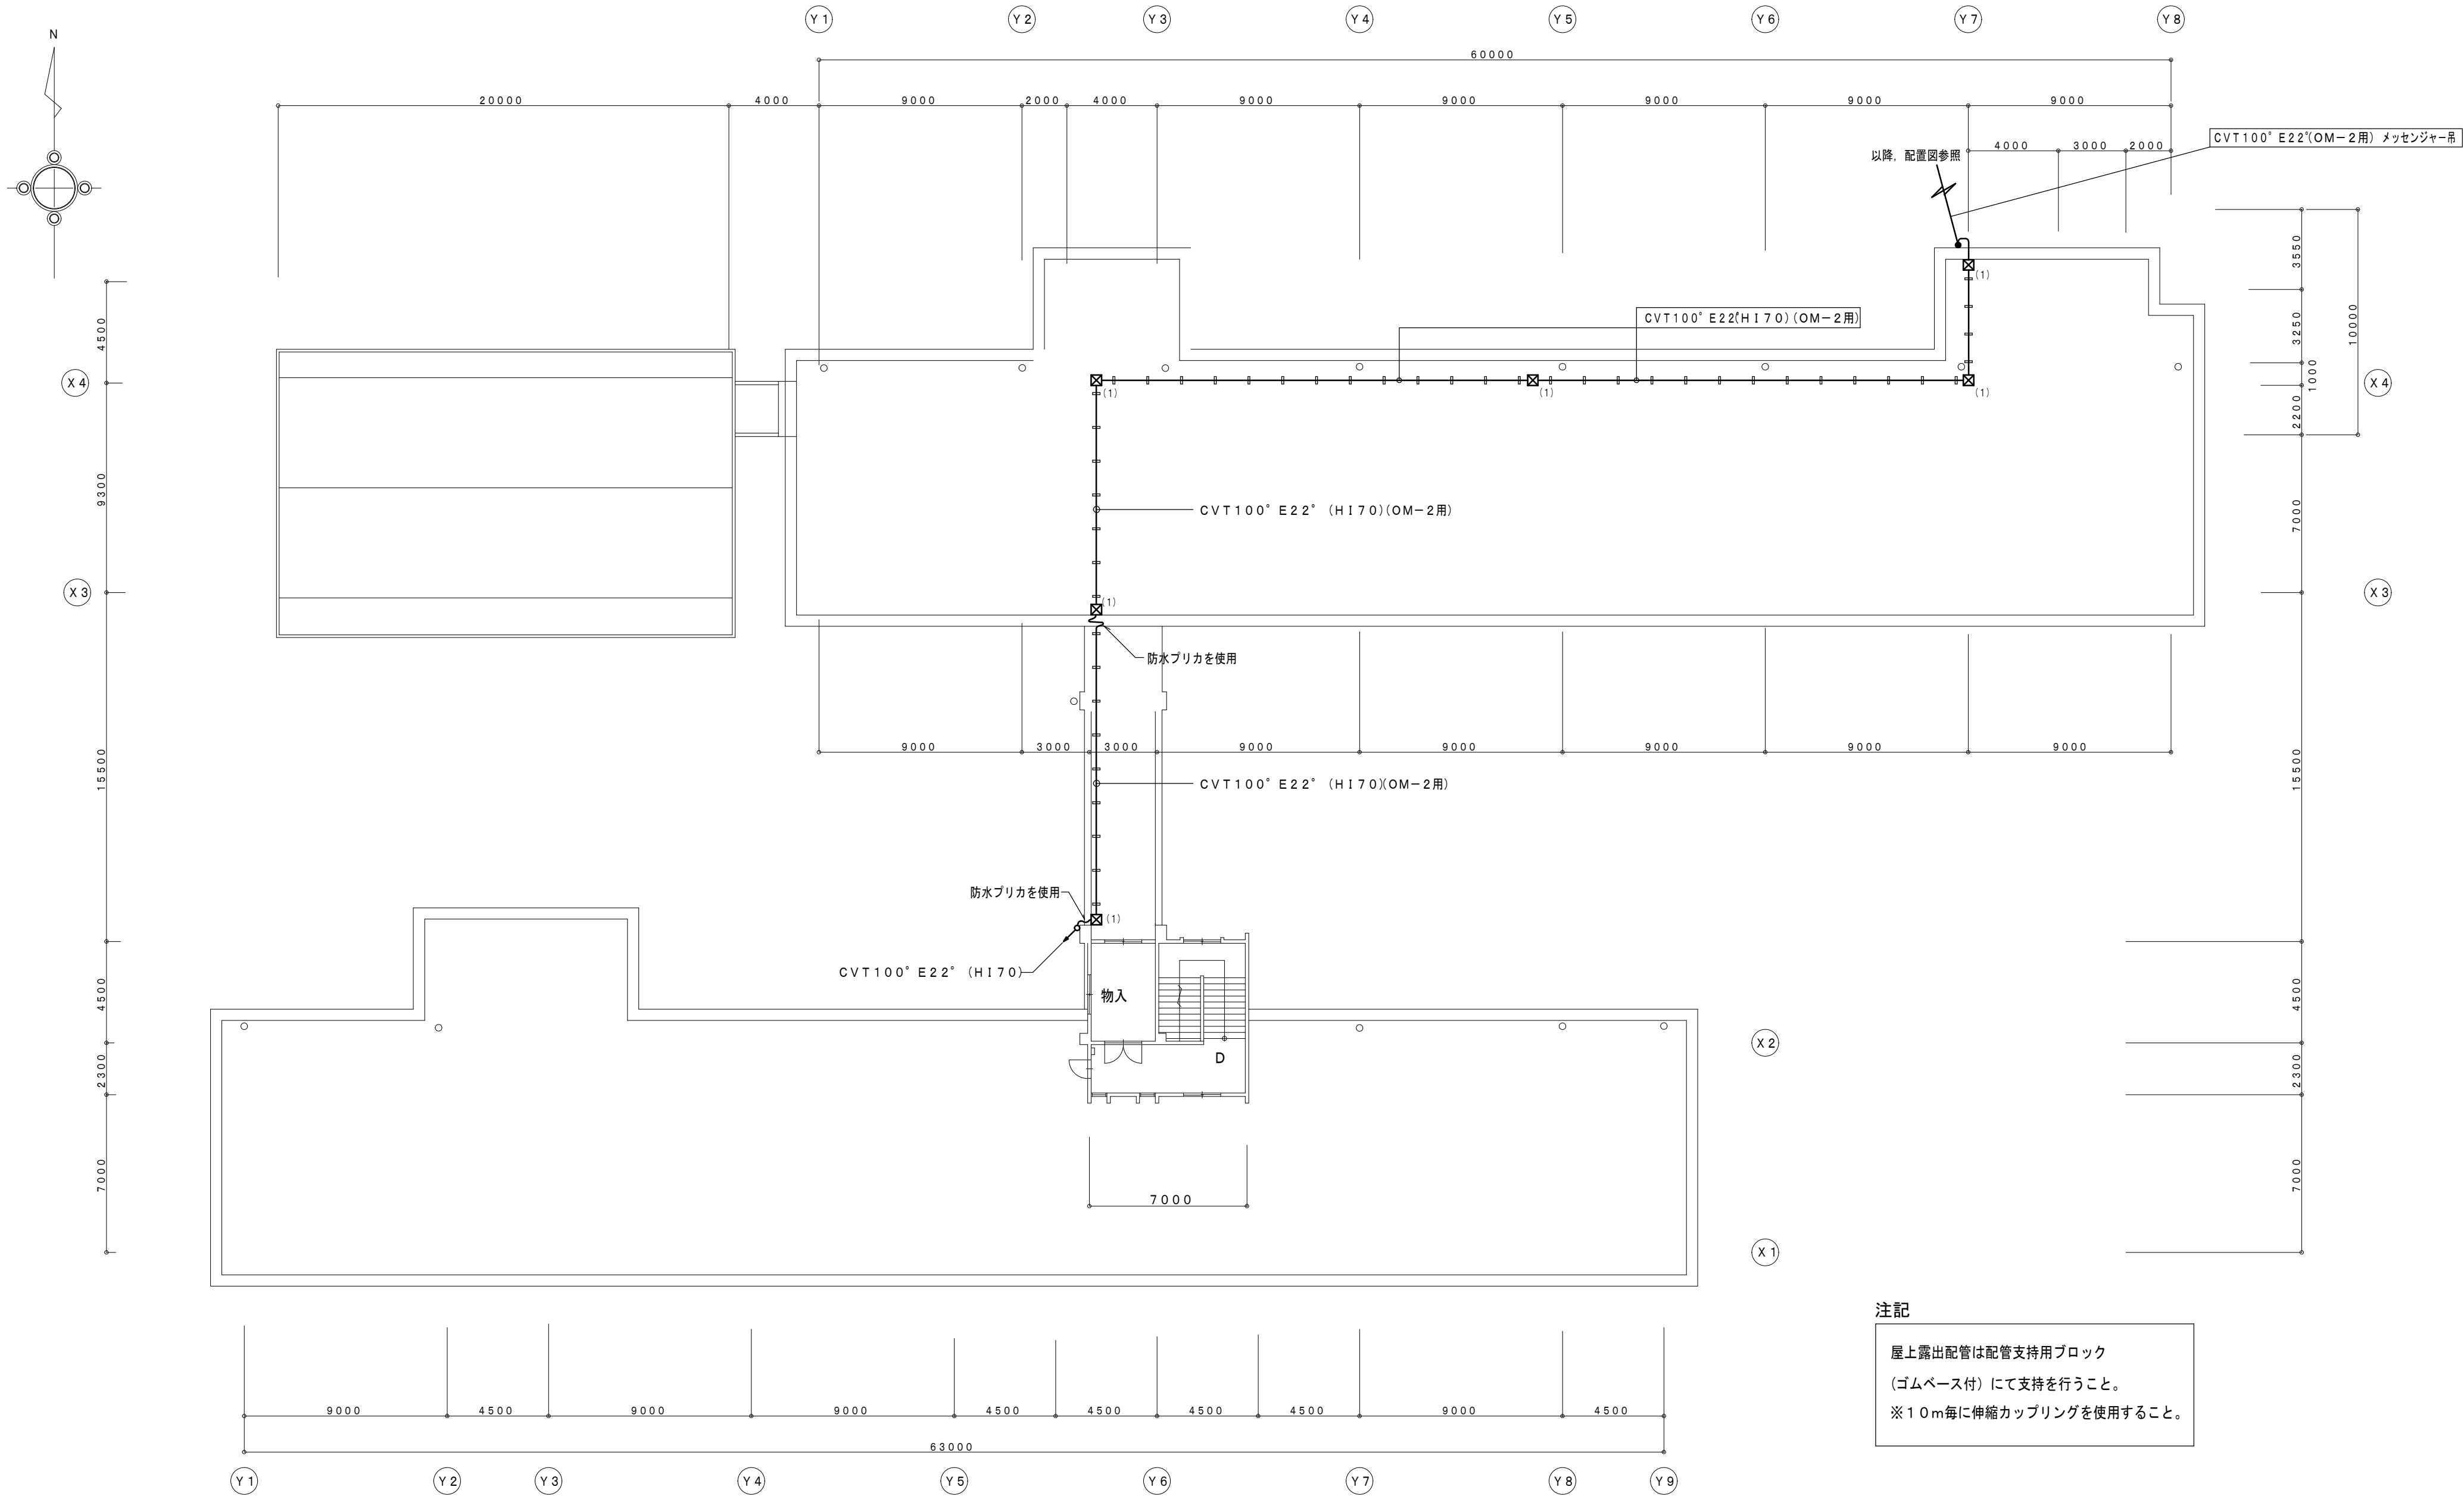 Y1
Y2
Y3
Y4
Y5
Y6
Y7
Y8
N
60000
20000
4000
9000
2000
4000
9000
9000
9000
9000
9000
CVT100° E22°(OM−2用) メッセンジャー吊
4000
3000
2000
以降，配置図参照
3550
3250
10000
1000
2200
7000
15500
4500
2300
7000
4500
9300
15500
4500
2300
7000
X4
X3
X4
X3
(1)
CVT100° E22°(HI70)(OM−2用)
(1)
(1)
(1)
CVT100° E22° (HI70)(OM−2用)
(1)
防水プリカを使用
9000
3000
3000
9000
9000
9000
9000
9000
CVT100° E22° (HI70)(OM−2用)
防水プリカを使用
(1)
CVT100° E22° (HI70)
物入
D
X2
7000
X1
注記
屋上露出配管は配管支持用ブロック
(ゴムベース付) にて支持を行うこと。
※10m毎に伸縮カップリングを使用すること。
9000
4500
9000
9000
4500
4500
4500
4500
9000
4500
63000
Y1
Y2
Y3
Y4
Y5
Y6
Y7
Y8
Y9